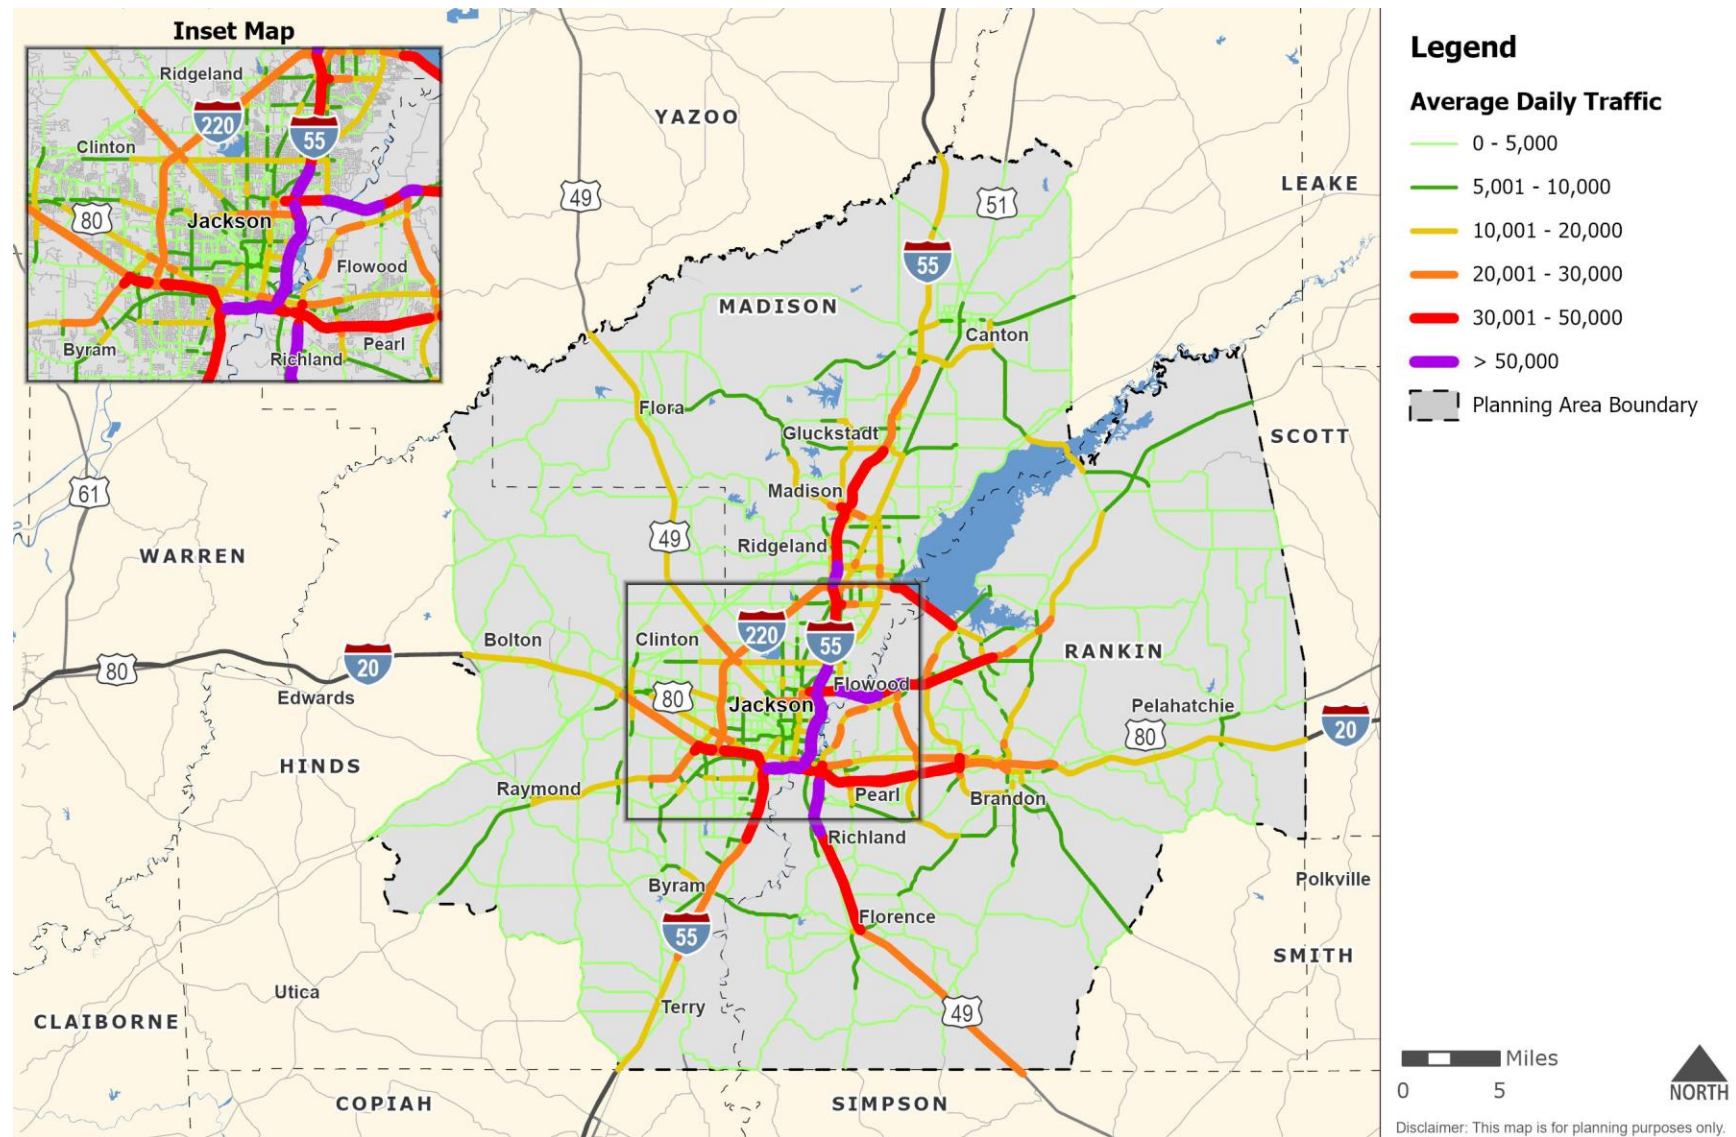 Inset Map
Ridgeland
220
55
Clinton
80
Jackson
Flowood
Byram
Richland
Pearl
YAZOO
49
LEAKE
51
55
MADISON
Canton
Flora
Gluckstadt
SCOTT
61
Madison
49
Ridgeland
WARREN
Bolton
Clinton
220
55
RANKIN
80
20
Edwards
80
Flowood
Jackson
Pelahatchie
80
20
HINDS
Raymond
Pearl
Brandon
Richland
Byram
Polkville
Florence
55
SMITH
Utica
Terry
49
CLAIBORNE
COPIAH
SIMPSON
Legend
Average Daily Traffic
0 - 5,000
5,001 - 10,000
10,001 - 20,000
20,001 - 30,000
30,001 - 50,000
> 50,000
Planning Area Boundary
Miles
0 5
NORTH
Disclaimer: This map is for planning purposes only.